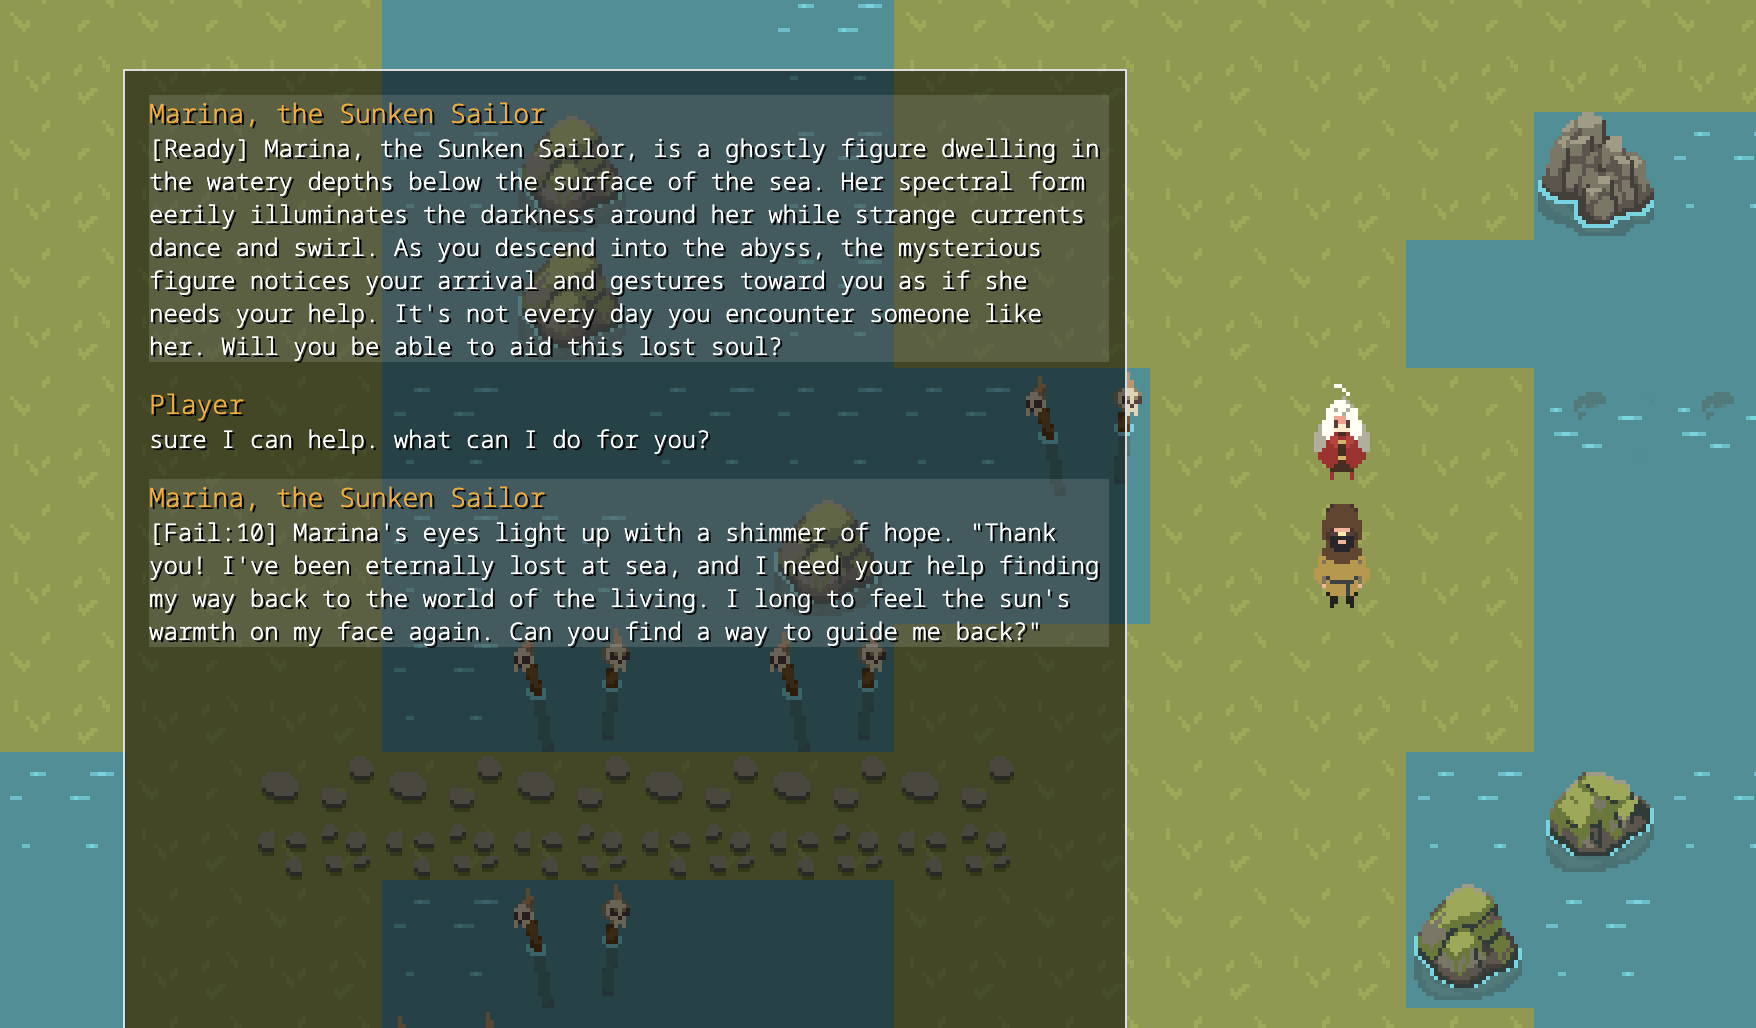 Marina, the Sunken Sailor
[Ready] Marina, the Sunken Sailor, is a ghostly figure dwelling in
the watery depths below the surface of the sea. Her spectral form
eerily illuminates the darkness around her while strange currents
dance and swirl. As you descend into the abyss, the mysterious
figure notices your arrival and gestures toward you as if she
needs your help. It's not every day you encounter someone like
her. Will you be able to aid this lost soul?
Player
sure I can help. what can I do for you?
Marina, the Sunken Sailor
[Fail:10] Marina's eyes light up with a shimmer of hope. "Thank
you! I've been eternally lost at sea, and I need your help finding
my way back to the world of the living. I long to feel the sun's
warmth on my face again. Can you find a way to guide me back?"